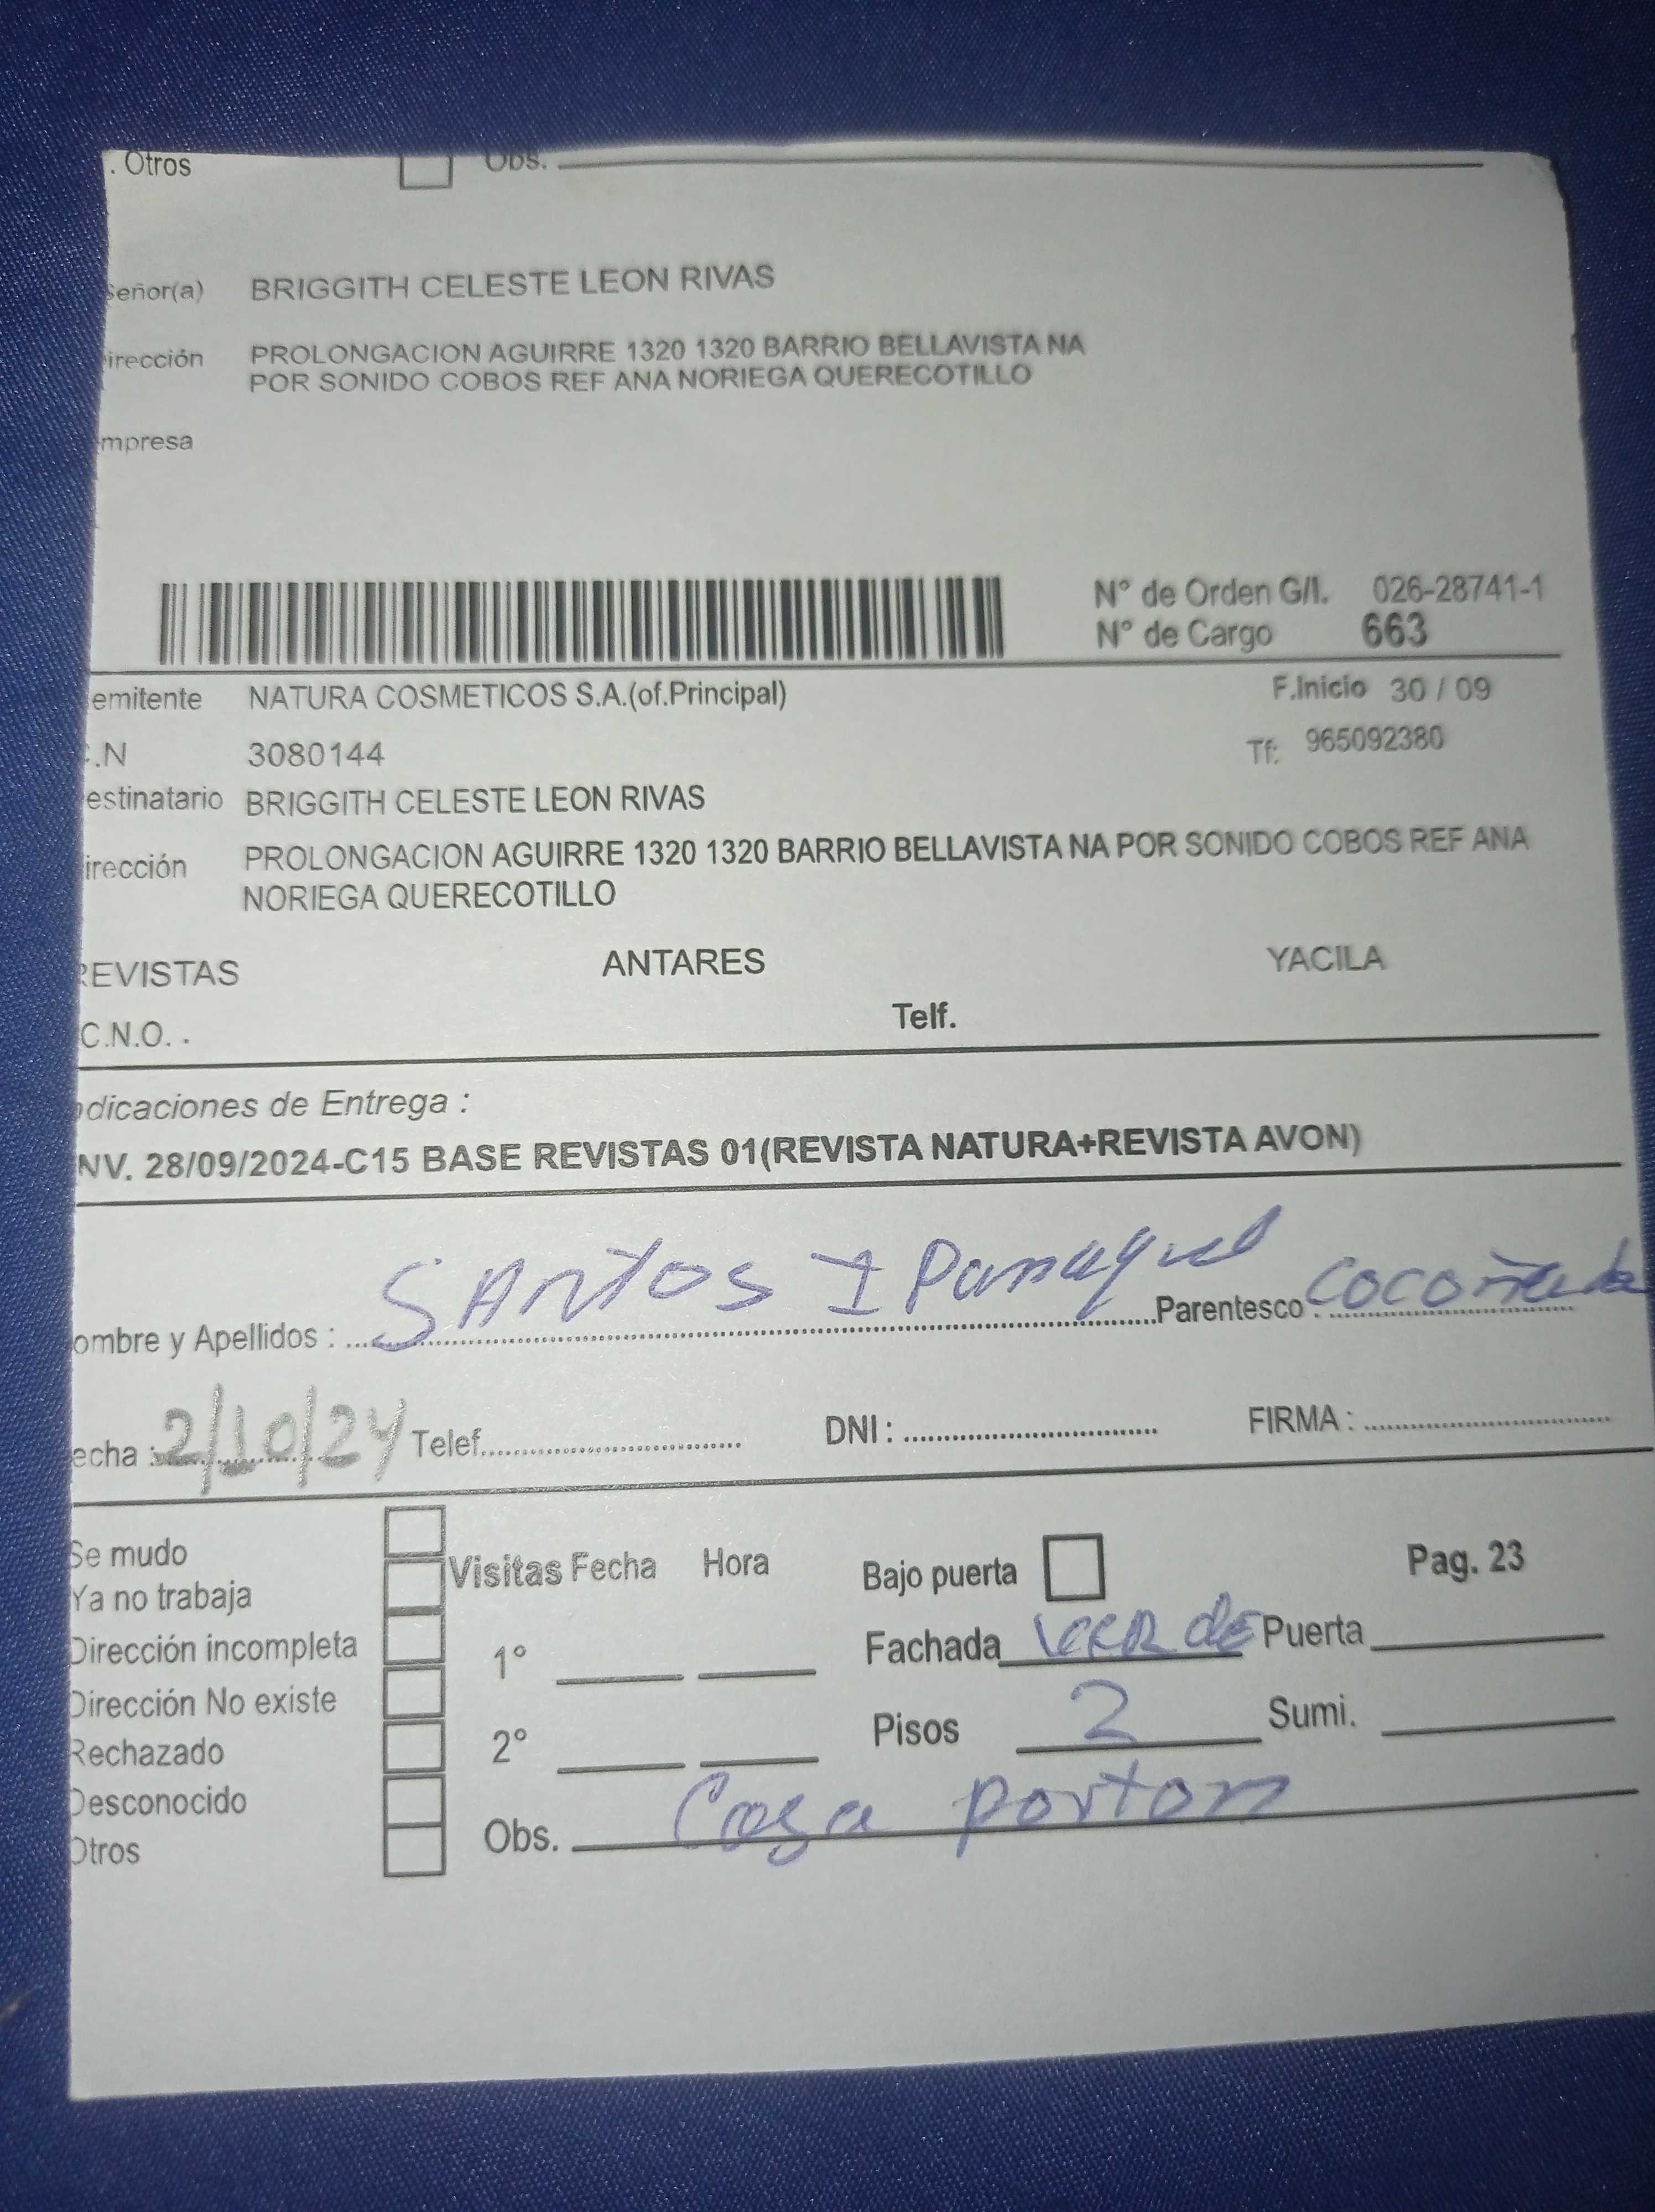 . Otros Obs.
Señor(a) BRIGGITH CELESTE LEON RIVAS
irección PROLONGACION AGUIRRE 1320 1320 BARRIO BELLAVISTA NA
POR SONIDO COBOS REF ANA NORIEGA QUERECOTILLO
mpresa
N° de Orden G/I. 026-28741-1
N° de Cargo 663
emitente NATURA COSMETICOS S.A.(of.Principal) F.Inicio 30 / 09
.N 3080144 Tf: 965092380
estinatario BRIGGITH CELESTE LEON RIVAS
irección PROLONGACION AGUIRRE 1320 1320 BARRIO BELLAVISTA NA POR SONIDO COBOS REF ANA
NORIEGA QUERECOTILLO
REVISTAS ANTARES YACILA
C.N.O. . Telf.
dicaciones de Entrega :
NV. 28/09/2024-C15 BASE REVISTAS 01(REVISTA NATURA+REVISTA AVON)
ombre y Apellidos : SANTOS I Parentesco :
echa : 2/10/24 Telef. DNI : FIRMA :
Se mudo
Ya no trabaja Visitas Fecha Hora Bajo puerta Pag. 23
Dirección incompleta 1° Fachada VERDE Puerta
Dirección No existe
Rechazado 2° Pisos 2 Sumi.
Desconocido
Otros Obs. Casa porton